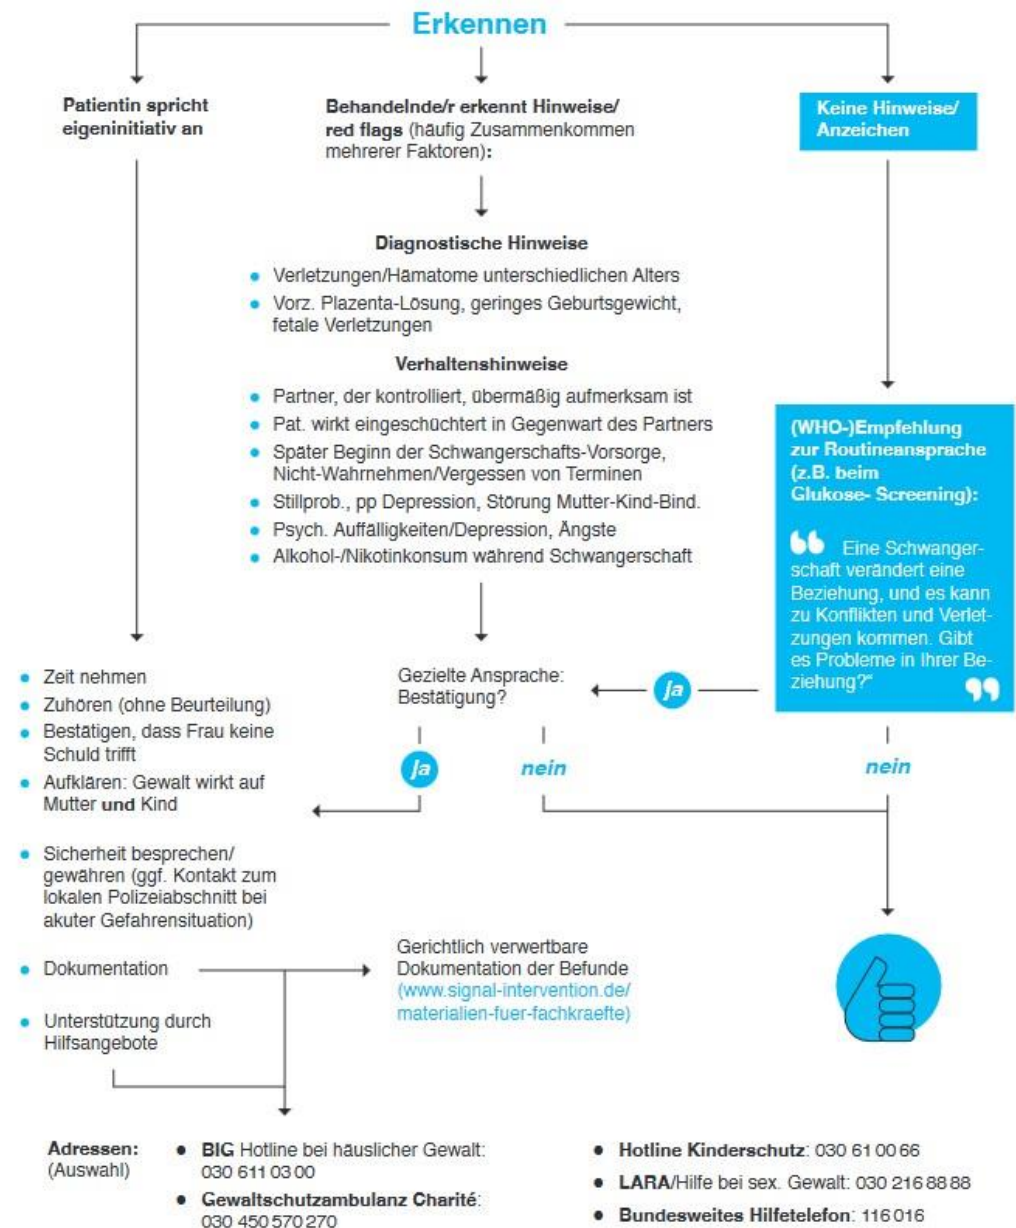 Erkennen
Patientin spricht
eigeninitiativ an
Behandelnde/r erkennt Hinweise/
red flags (häufig Zusammenkommen
mehrerer Faktoren):
Keine Hinweise/
Anzeichen
Diagnostische Hinweise
• Verletzungen/Hämatome unterschiedlichen Alters
• Vorz. Plazenta-Lösung, geringes Geburtsgewicht,
fetale Verletzungen
Verhaltenshinweise
• Partner, der kontrolliert, übermäßig aufmerksam ist
• Pat. wirkt eingeschüchtert in Gegenwart des Partners
• Später Beginn der Schwangerschafts-Vorsorge,
Nicht-Wahrnehmen/Vergessen von Terminen
• Stillprob., pp Depression, Störung Mutter-Kind-Bind.
• Psych. Auffälligkeiten/Depression, Ängste
• Alkohol-/Nikotinkonsum während Schwangerschaft
(WHO-)Empfehlung
zur Routineansprache
(z.B. beim
Glukose- Screening):
“ Eine Schwanger-
schaft verändert eine
Beziehung, und es kann
zu Konflikten und Verlet-
zungen kommen. Gibt
es Probleme in Ihrer Be-
ziehung?“ ”
• Zeit nehmen
• Zuhören (ohne Beurteilung)
• Bestätigen, dass Frau keine
Schuld trifft
• Aufklären: Gewalt wirkt auf
Mutter und Kind
• Sicherheit besprechen/
gewähren (ggf. Kontakt zum
lokalen Polizeiabschnitt bei
akuter Gefahrensituation)
• Dokumentation
• Unterstützung durch
Hilfsangebote
Gezielte Ansprache:
Bestätigung?
Ja
Ja
nein
nein
Gerichtlich verwertbare
Dokumentation der Befunde
(www.signal-intervention.de/
materialien-fuer-fachkraefte)
Adressen:
(Auswahl)
• BIG Hotline bei häuslicher Gewalt:
030 611 03 00
• Gewaltschutzambulanz Charité:
030 450 570 270
• Hotline Kinderschutz: 030 61 00 66
• LARA/Hilfe bei sex. Gewalt: 030 216 88 88
• Bundesweites Hilfetelefon: 116 016